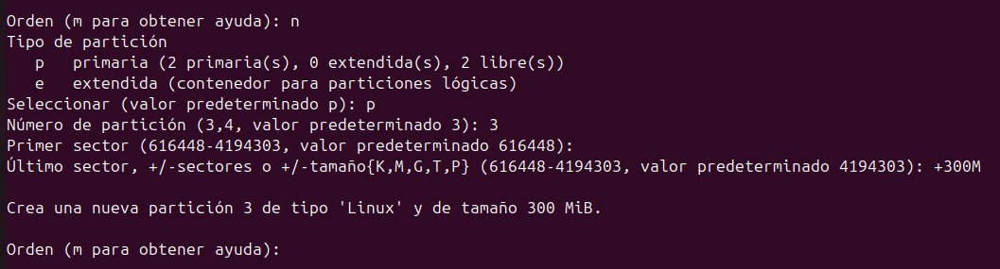 Orden (m para obtener ayuda): n
Tipo de partición
   p   primaria (2 primaria(s), 0 extendida(s), 2 libre(s))
   e   extendida (contenedor para particiones lógicas)
Seleccionar (valor predeterminado p): p
Número de partición (3,4, valor predeterminado 3): 3
Primer sector (616448-4194303, valor predeterminado 616448):
Último sector, +/-sectores o +/-tamaño{K,M,G,T,P} (616448-4194303, valor predeterminado 4194303): +300M

Crea una nueva partición 3 de tipo 'Linux' y de tamaño 300 MiB.

Orden (m para obtener ayuda):